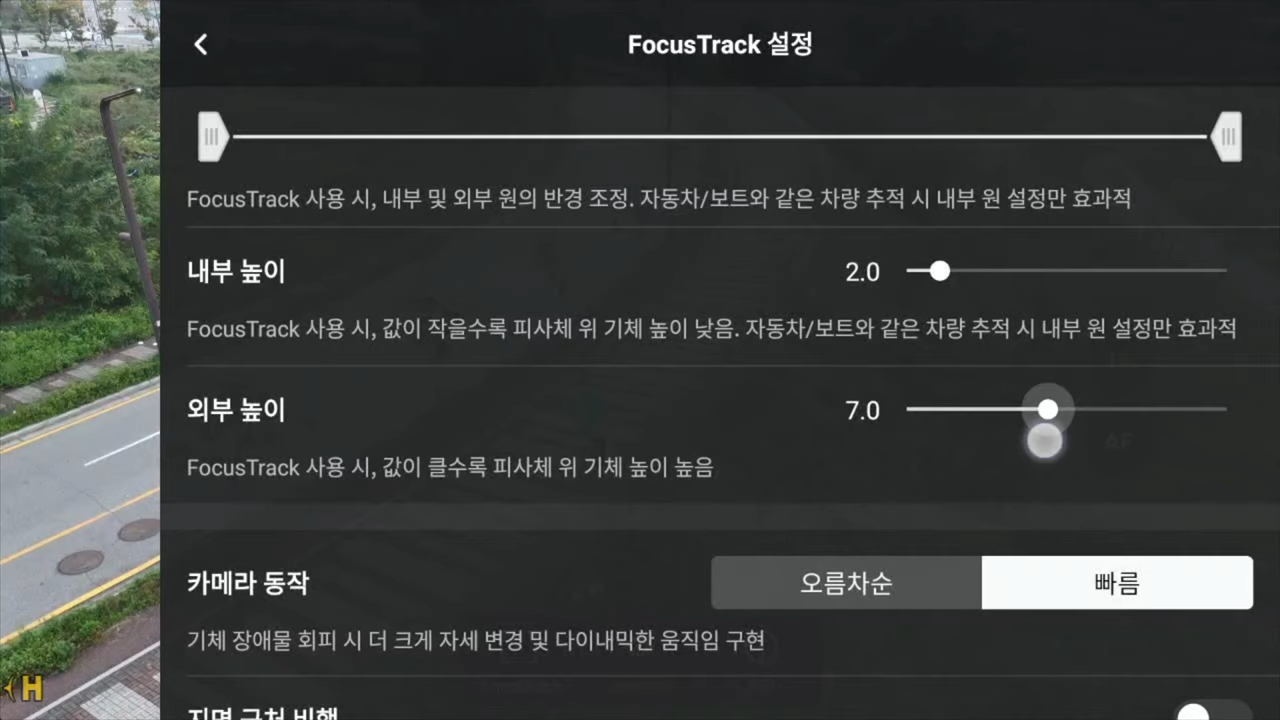 FocusTrack 설정
FocusTrack 사용 시, 내부 및 외부 원의 반경 조정. 자동차/보트와 같은 차량 추적 시 내부 원 설정만 효과적
내부 높이
2.0
FocusTrack 사용 시, 값이 작을수록 피사체 위 기체 높이 낮음. 자동차/보트와 같은 차량 추적 시 내부 원 설정만 효과적
외부 높이
7.0
AF
FocusTrack 사용 시, 값이 클수록 피사체 위 기체 높이 높음
카메라 동작
오름차순
빠름
기체 장애물 회피 시 더 크게 자세 변경 및 다이내믹한 움직임 구현
지면 근처 비행
H